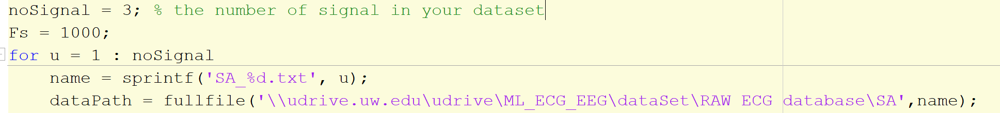 noSignal = 3; % the number of signal in your dataset
Fs = 1000;
for u = 1 : noSignal
    name = sprintf('SA_%d.txt', u);
    dataPath = fullfile('\\udrive.uw.edu\udrive\ML_ECG_EEG\dataSet\RAW ECG database\SA',name);